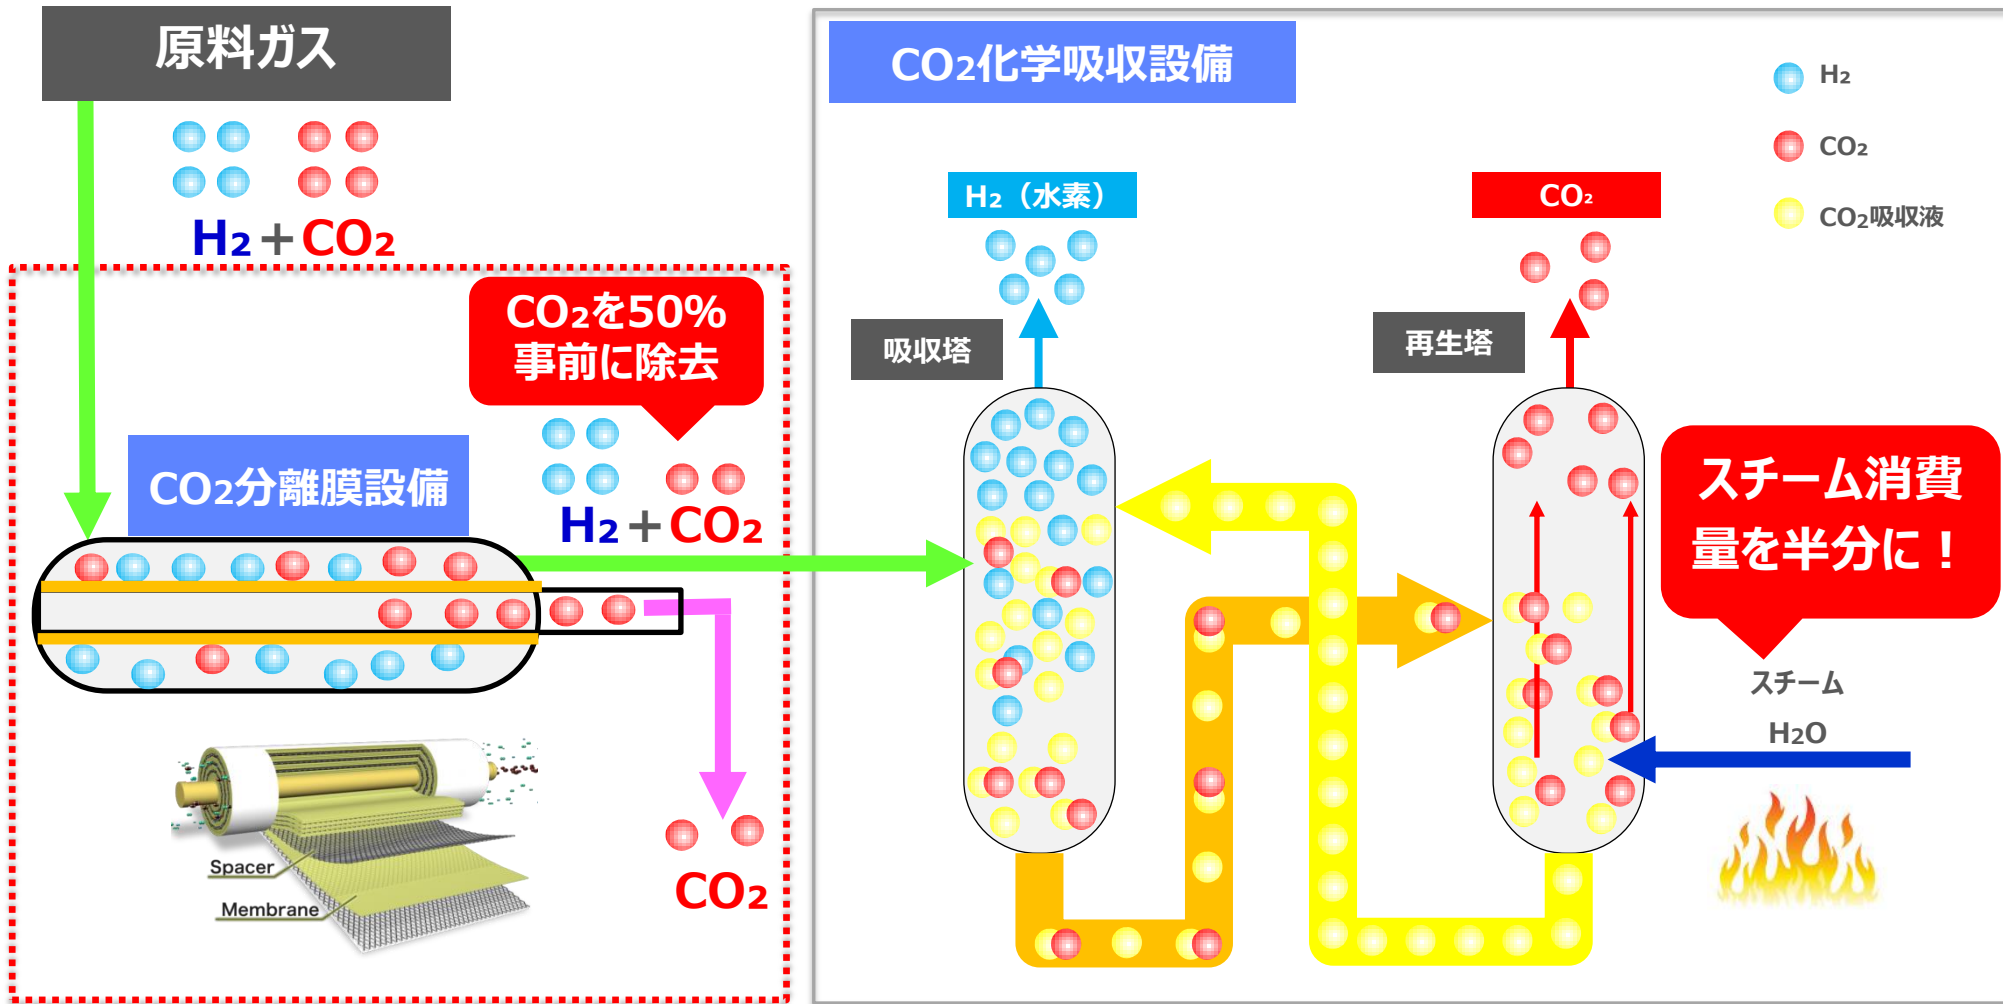 原料ガス
H₂+CO₂
CO₂を50%
事前に除去
CO₂分離膜設備
H₂+CO₂
Spacer
Membrane
CO₂
CO₂化学吸収設備
H₂
CO₂
CO₂吸収液
H₂（水素）
CO₂
吸収塔
再生塔
スチーム消費
量を半分に！
スチーム
H₂O